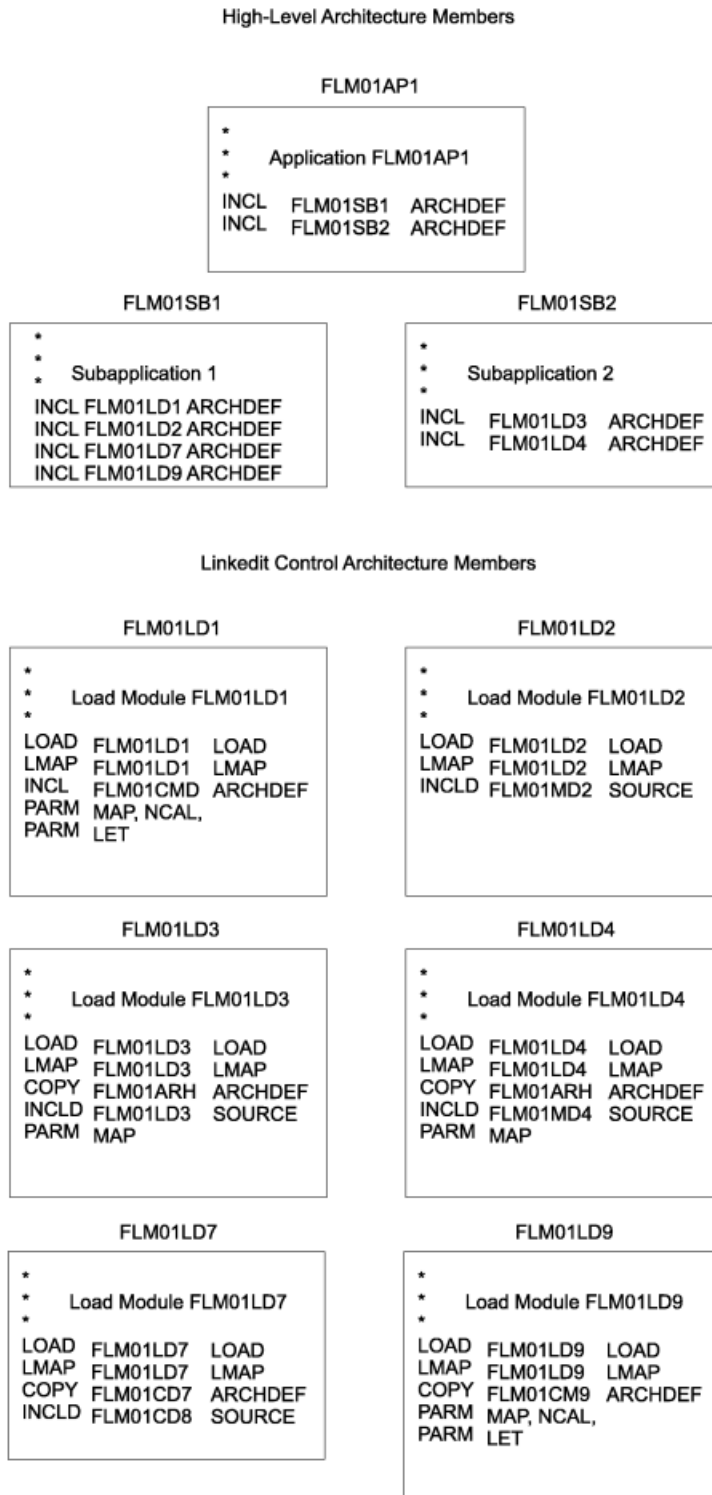 High-Level Architecture Members
FLM01AP1
*
* Application FLM01AP1
*
INCL FLM01SB1 ARCHDEF
INCL FLM01SB2 ARCHDEF
FLM01SB1
*
*
* Subapplication 1
INCL FLM01LD1 ARCHDEF
INCL FLM01LD2 ARCHDEF
INCL FLM01LD7 ARCHDEF
INCL FLM01LD9 ARCHDEF
FLM01SB2
*
* Subapplication 2
*
INCL FLM01LD3 ARCHDEF
INCL FLM01LD4 ARCHDEF
Linkedit Control Architecture Members
FLM01LD1
*
* Load Module FLM01LD1
*
LOAD FLM01LD1 LOAD
LMAP FLM01LD1 LMAP
INCL FLM01CMD ARCHDEF
PARM MAP, NCAL,
PARM LET
FLM01LD2
*
* Load Module FLM01LD2
*
LOAD FLM01LD2 LOAD
LMAP FLM01LD2 LMAP
INCLD FLM01MD2 SOURCE
FLM01LD3
*
* Load Module FLM01LD3
*
LOAD FLM01LD3 LOAD
LMAP FLM01LD3 LMAP
COPY FLM01ARH ARCHDEF
INCLD FLM01LD3 SOURCE
PARM MAP
FLM01LD4
*
* Load Module FLM01LD4
*
LOAD FLM01LD4 LOAD
LMAP FLM01LD4 LMAP
COPY FLM01ARH ARCHDEF
INCLD FLM01MD4 SOURCE
PARM MAP
FLM01LD7
*
* Load Module FLM01LD7
*
LOAD FLM01LD7 LOAD
LMAP FLM01LD7 LMAP
COPY FLM01CD7 ARCHDEF
INCLD FLM01CD8 SOURCE
FLM01LD9
*
* Load Module FLM01LD9
*
LOAD FLM01LD9 LOAD
LMAP FLM01LD9 LMAP
COPY FLM01CM9 ARCHDEF
PARM MAP, NCAL,
PARM LET